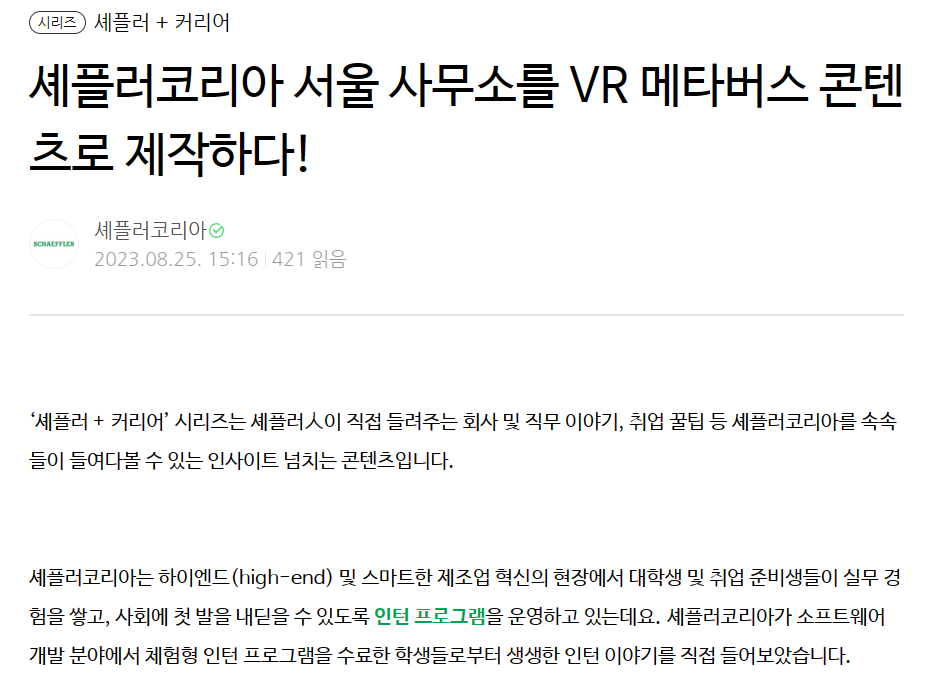 시리즈 셰플러 + 커리어
셰플러코리아 서울 사무소를 VR 메타버스 콘텐
츠로 제작하다!
SCHAEFFLER
셰플러코리아
2023.08.25. 15:16 | 421 읽음
‘셰플러 + 커리어’ 시리즈는 셰플러人이 직접 들려주는 회사 및 직무 이야기, 취업 꿀팁 등 셰플러코리아를 속속
들이 들여다볼 수 있는 인사이트 넘치는 콘텐츠입니다.
셰플러코리아는 하이엔드(high-end) 및 스마트한 제조업 혁신의 현장에서 대학생 및 취업 준비생들이 실무 경
험을 쌓고, 사회에 첫 발을 내딛을 수 있도록 인턴 프로그램을 운영하고 있는데요. 셰플러코리아가 소프트웨어
개발 분야에서 체험형 인턴 프로그램을 수료한 학생들로부터 생생한 인턴 이야기를 직접 들어보았습니다.